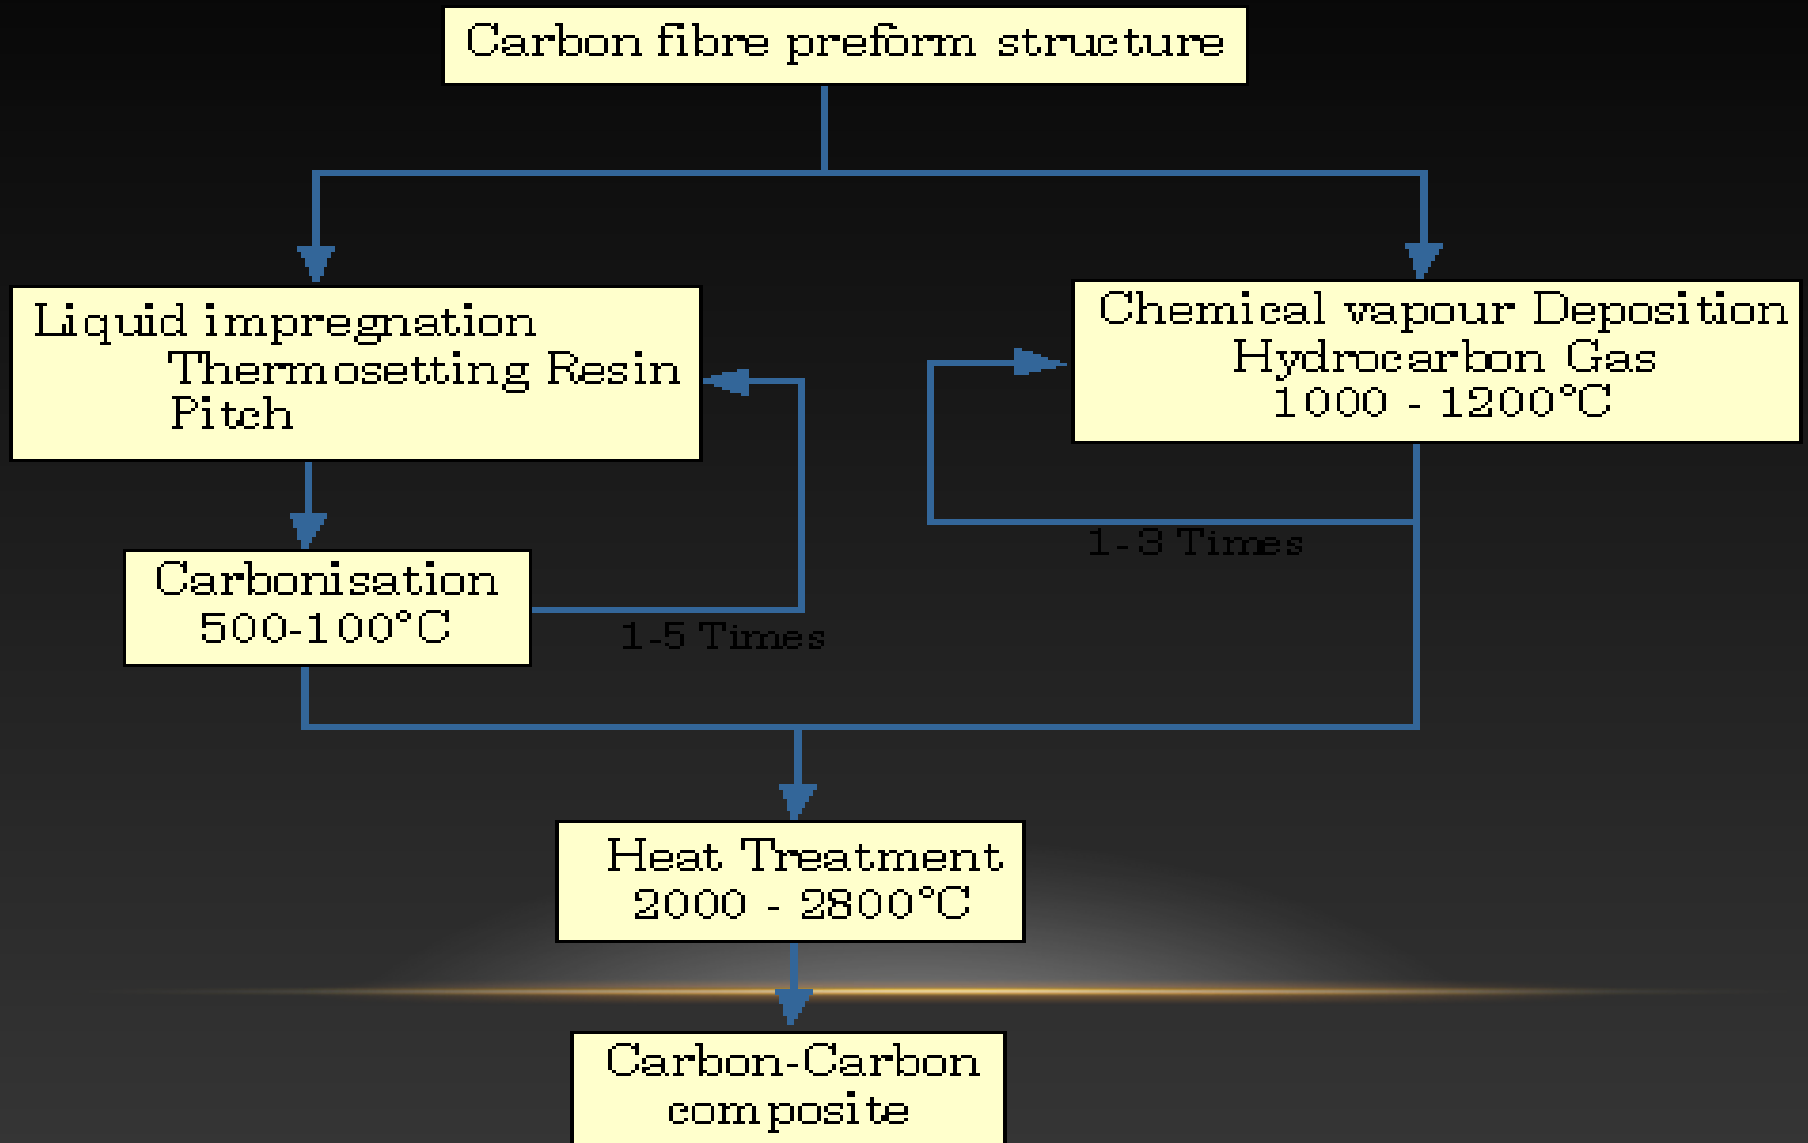 Carbon fibre preform structure
Liquid impregnation
Thermosetting Resin
Pitch
Chemical vapour Deposition
Hydrocarbon Gas
1000 - 1200°C
1-3 Times
Carbonisation
500-100°C
1-5 Times
Heat Treatment
2000 - 2800°C
Carbon-Carbon
composite